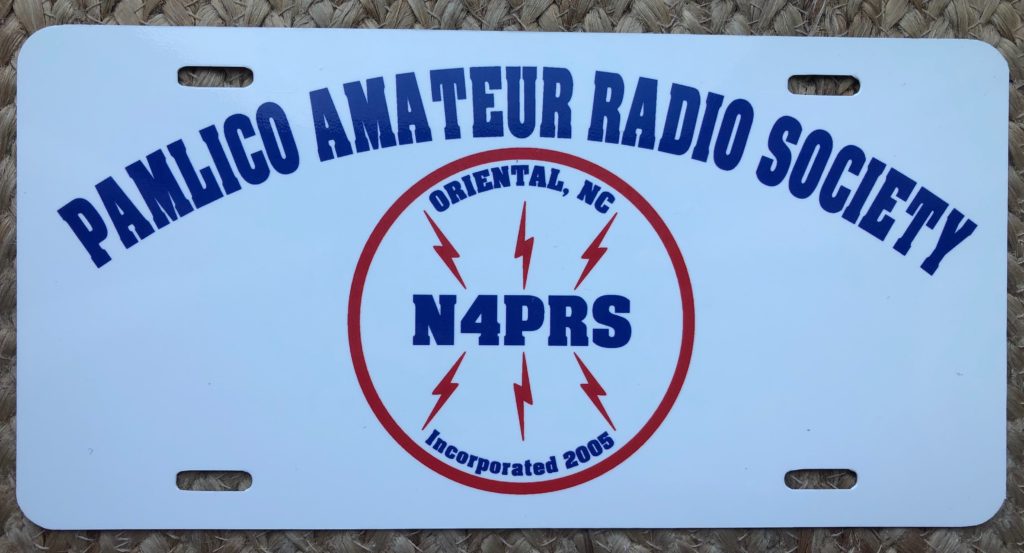 PAMLICO AMATEUR RADIO SOCIETY
ORIENTAL, NC
N4PRS
Incorporated 2005